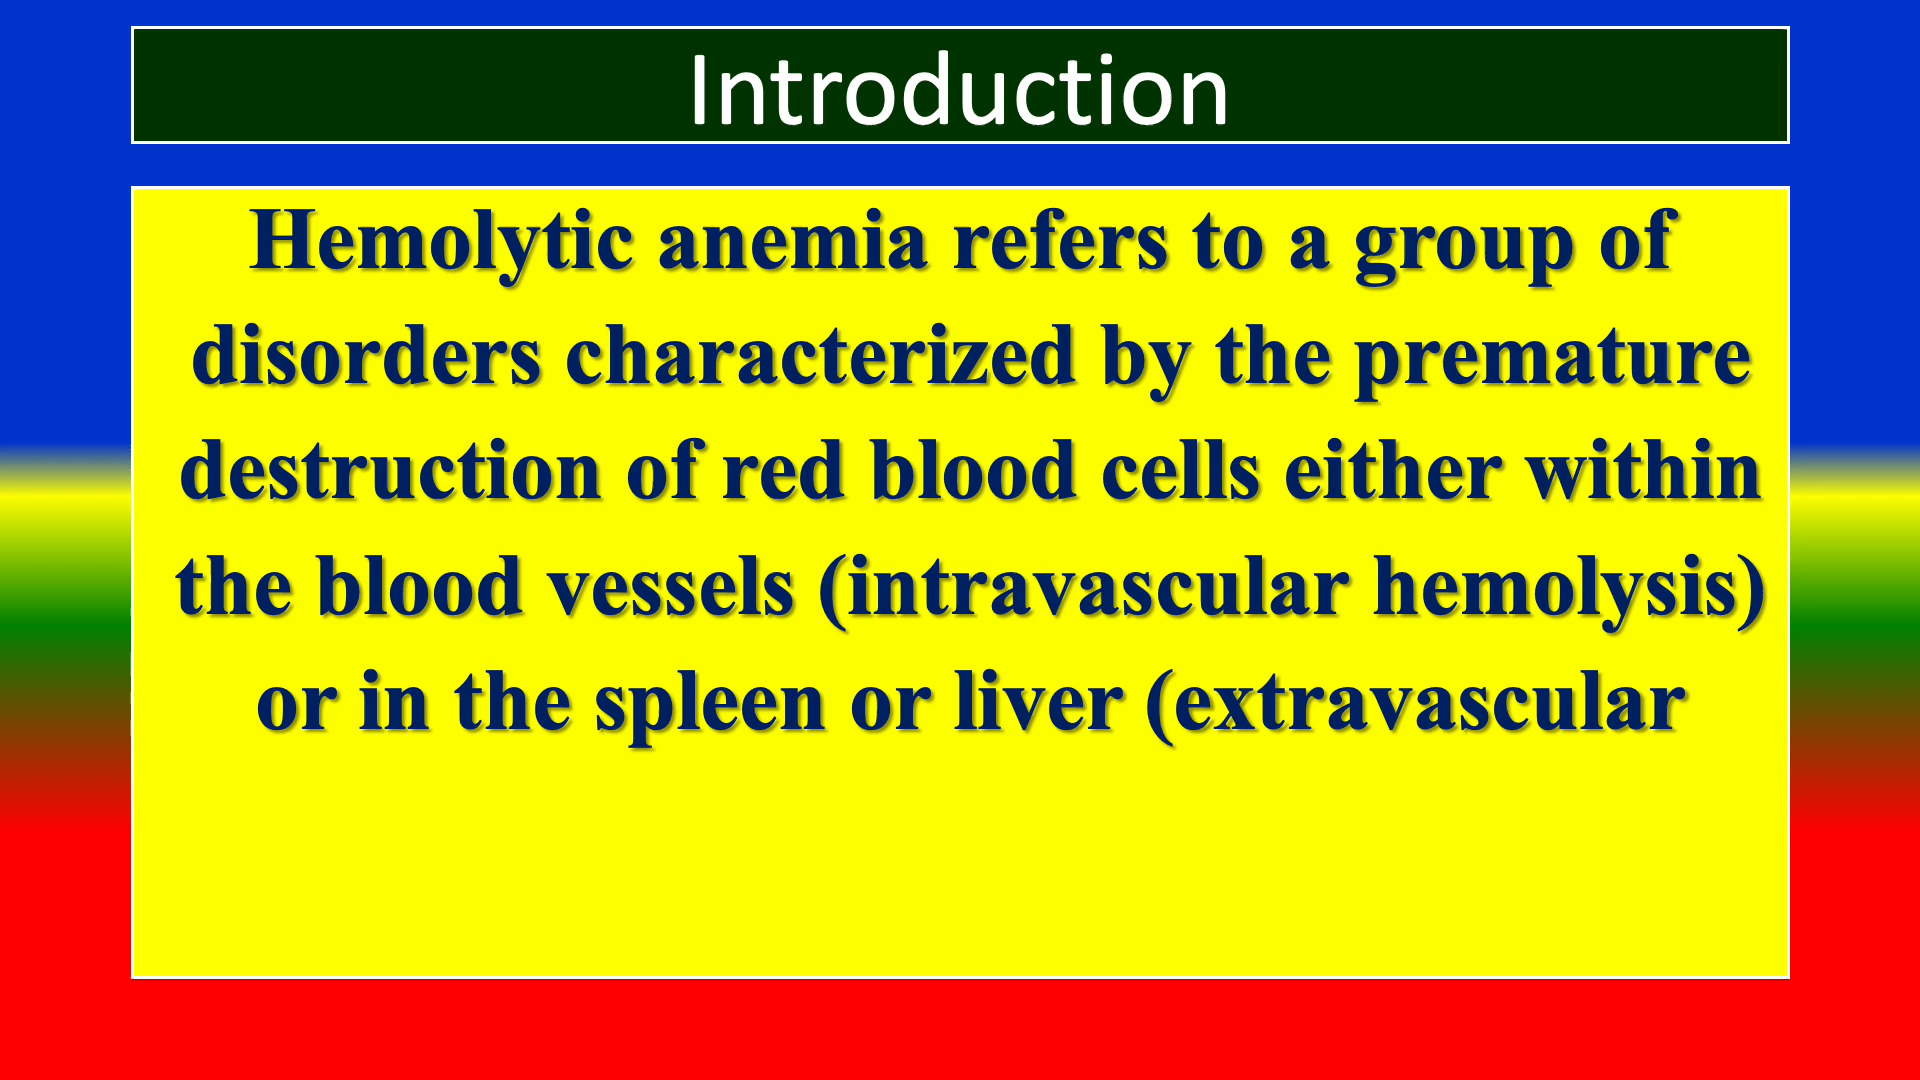 Introduction
Hemolytic anemia refers to a group of
disorders characterized by the premature
destruction of red blood cells either within
the blood vessels (intravascular hemolysis)
or in the spleen or liver (extravascular